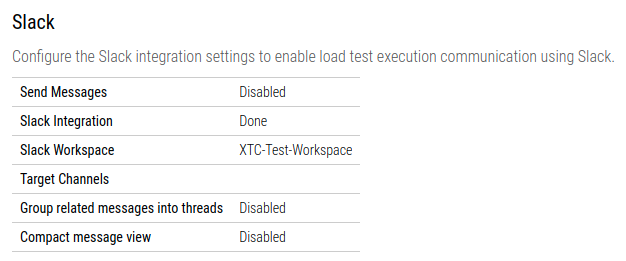 Slack
Configure the Slack integration settings to enable load test execution communication using Slack.
Send Messages Disabled
Slack Integration Done
Slack Workspace XTC-Test-Workspace
Target Channels
Group related messages into threads Disabled
Compact message view Disabled